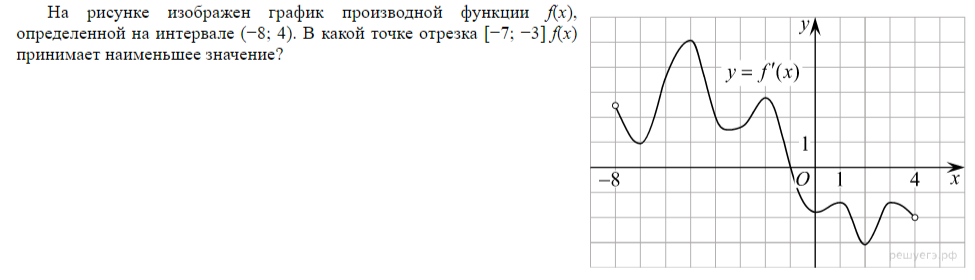 На рисунке изображен график производной функции f(x),
определенной на интервале (−8; 4). В какой точке отрезка [−7; −3] f(x)
принимает наименьшее значение?
y
y = f′(x)
1
−8
O
1
4
x
решуегэ.рф